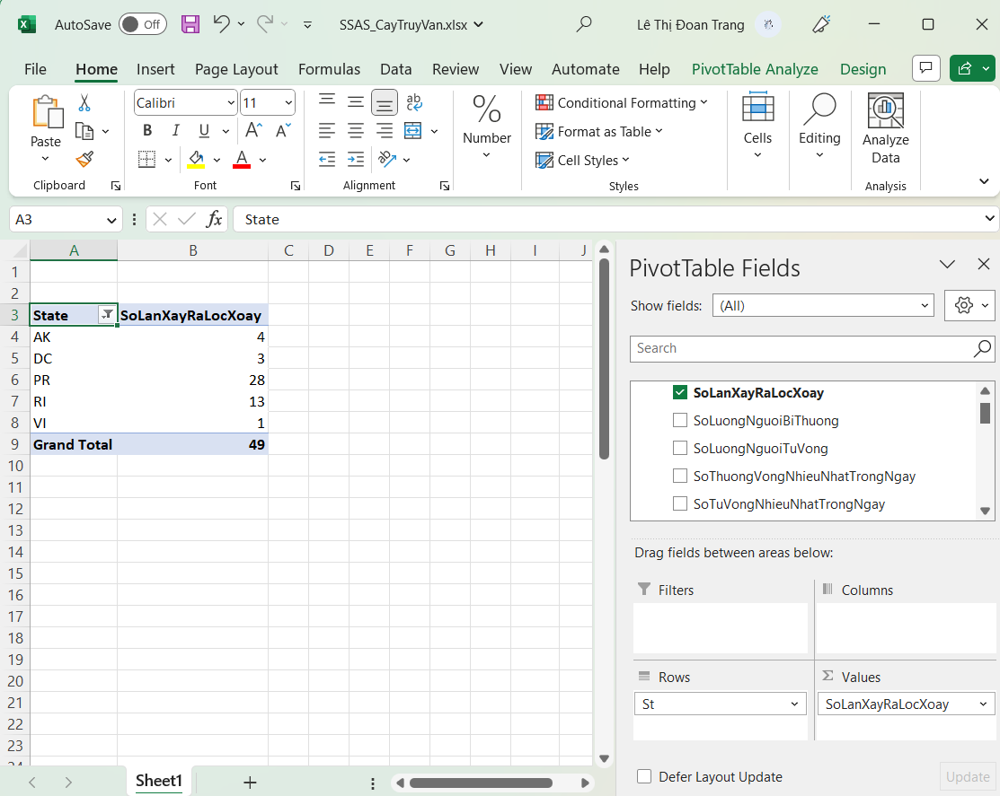 AutoSave Off SSAS_CayTruyVan.xlsx Lê Thị Đoan Trang
File Home Insert Page Layout Formulas Data Review View Automate Help PivotTable Analyze Design
Calibri 11
Paste
B I U A A
A
ab
%
Number
Conditional Formatting
Format as Table
Cell Styles
Cells
Editing
Analyze
Data
Clipboard Font Alignment Styles Analysis
A3 fx State
A B C D E F G H I J
1
2
3 State SoLanXayRaLocXoay
4 AK 4
5 DC 3
6 PR 28
7 RI 13
8 VI 1
9 Grand Total 49
10
11
12
13
14
15
16
17
18
19
20
21
22
23
24
PivotTable Fields
Show fields: (All)
Search
SoLanXayRaLocXoay
SoLuongNguoiBiThuong
SoLuongNguoiTuVong
SoThuongVongNhieuNhatTrongNgay
SoTuVongNhieuNhatTrongNgay
Drag fields between areas below:
Filters Columns
Rows Σ Values
St SoLanXayRaLocXoay
Defer Layout Update Update
Sheet1